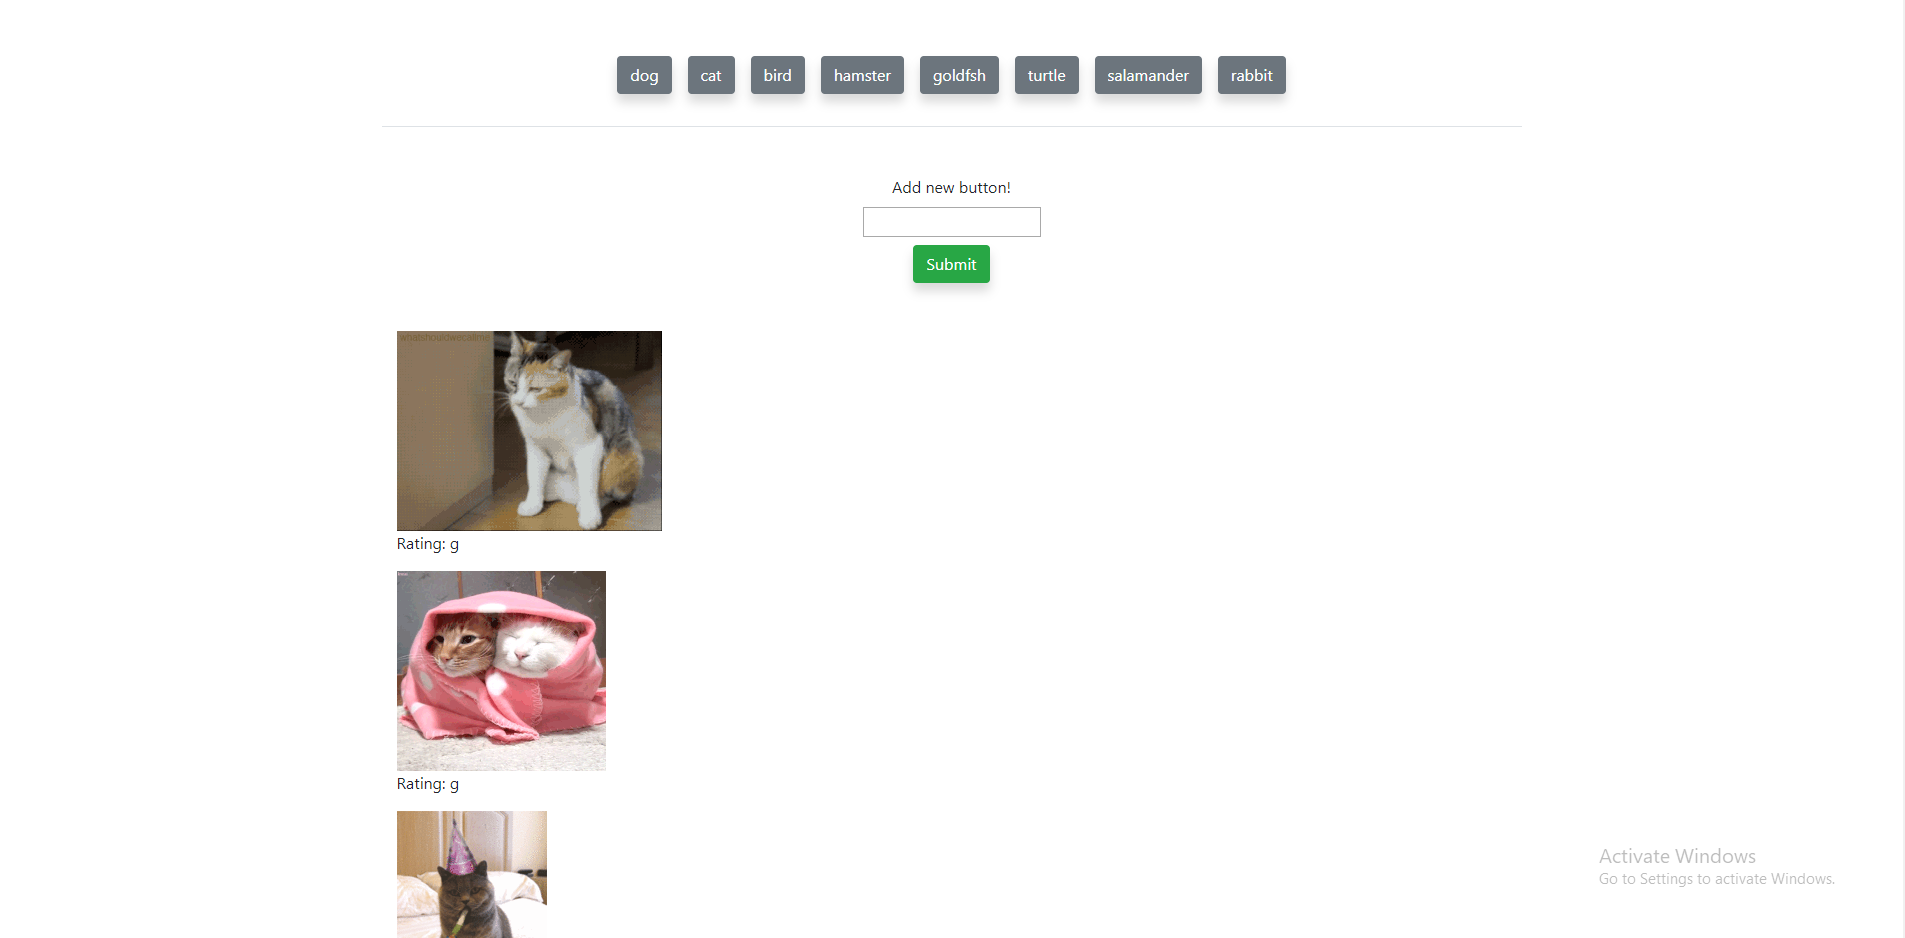 dog cat bird hamster goldfsh turtle salamander rabbit
Add new button!
Submit
whatshouldwecallme
Rating: g
Rating: g
Activate Windows
Go to Settings to activate Windows.